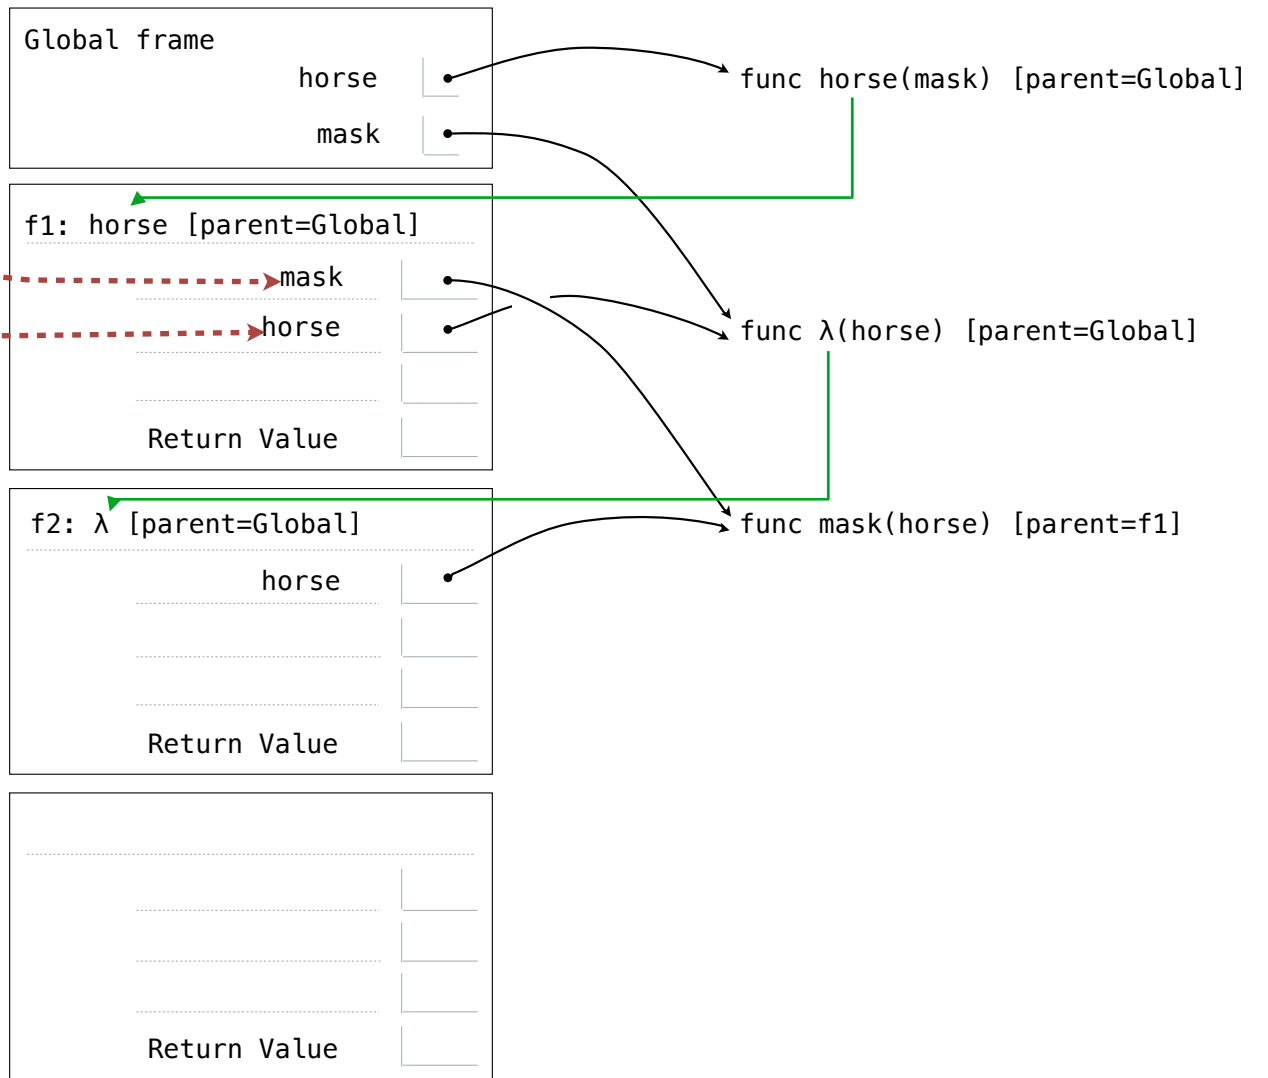 Global frame
horse
func horse(mask) [parent=Global]
mask
f1: horse [parent=Global]
mask
horse
func λ(horse) [parent=Global]
Return Value
f2: λ [parent=Global]
func mask(horse) [parent=f1]
horse
Return Value
Return Value